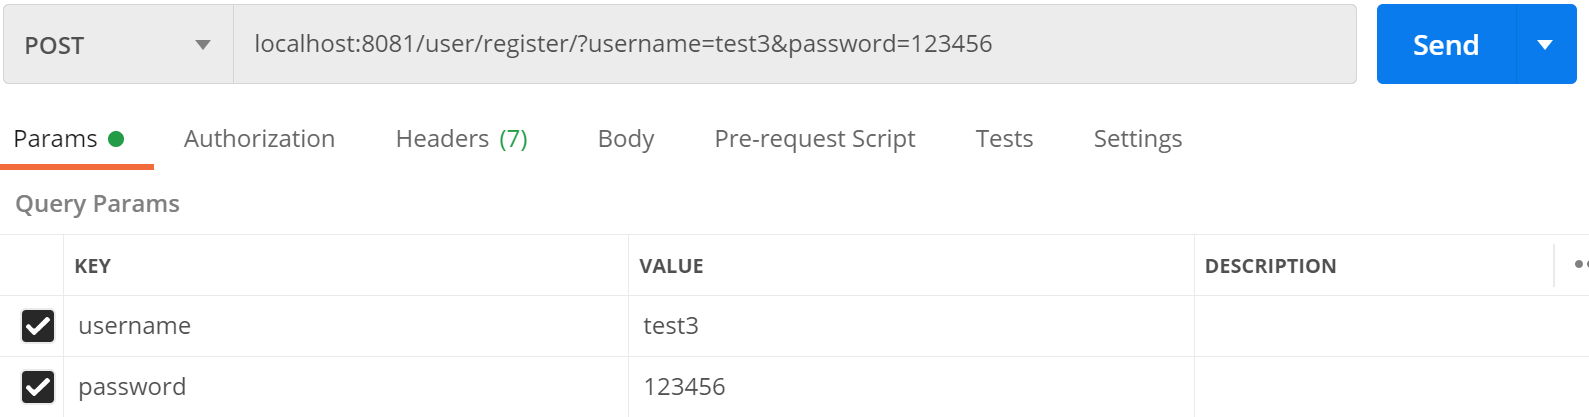 POST localhost:8081/user/register/?username=test3&password=123456 Send
Params Authorization Headers (7) Body Pre-request Script Tests Settings
Query Params
KEY VALUE DESCRIPTION
username test3
password 123456